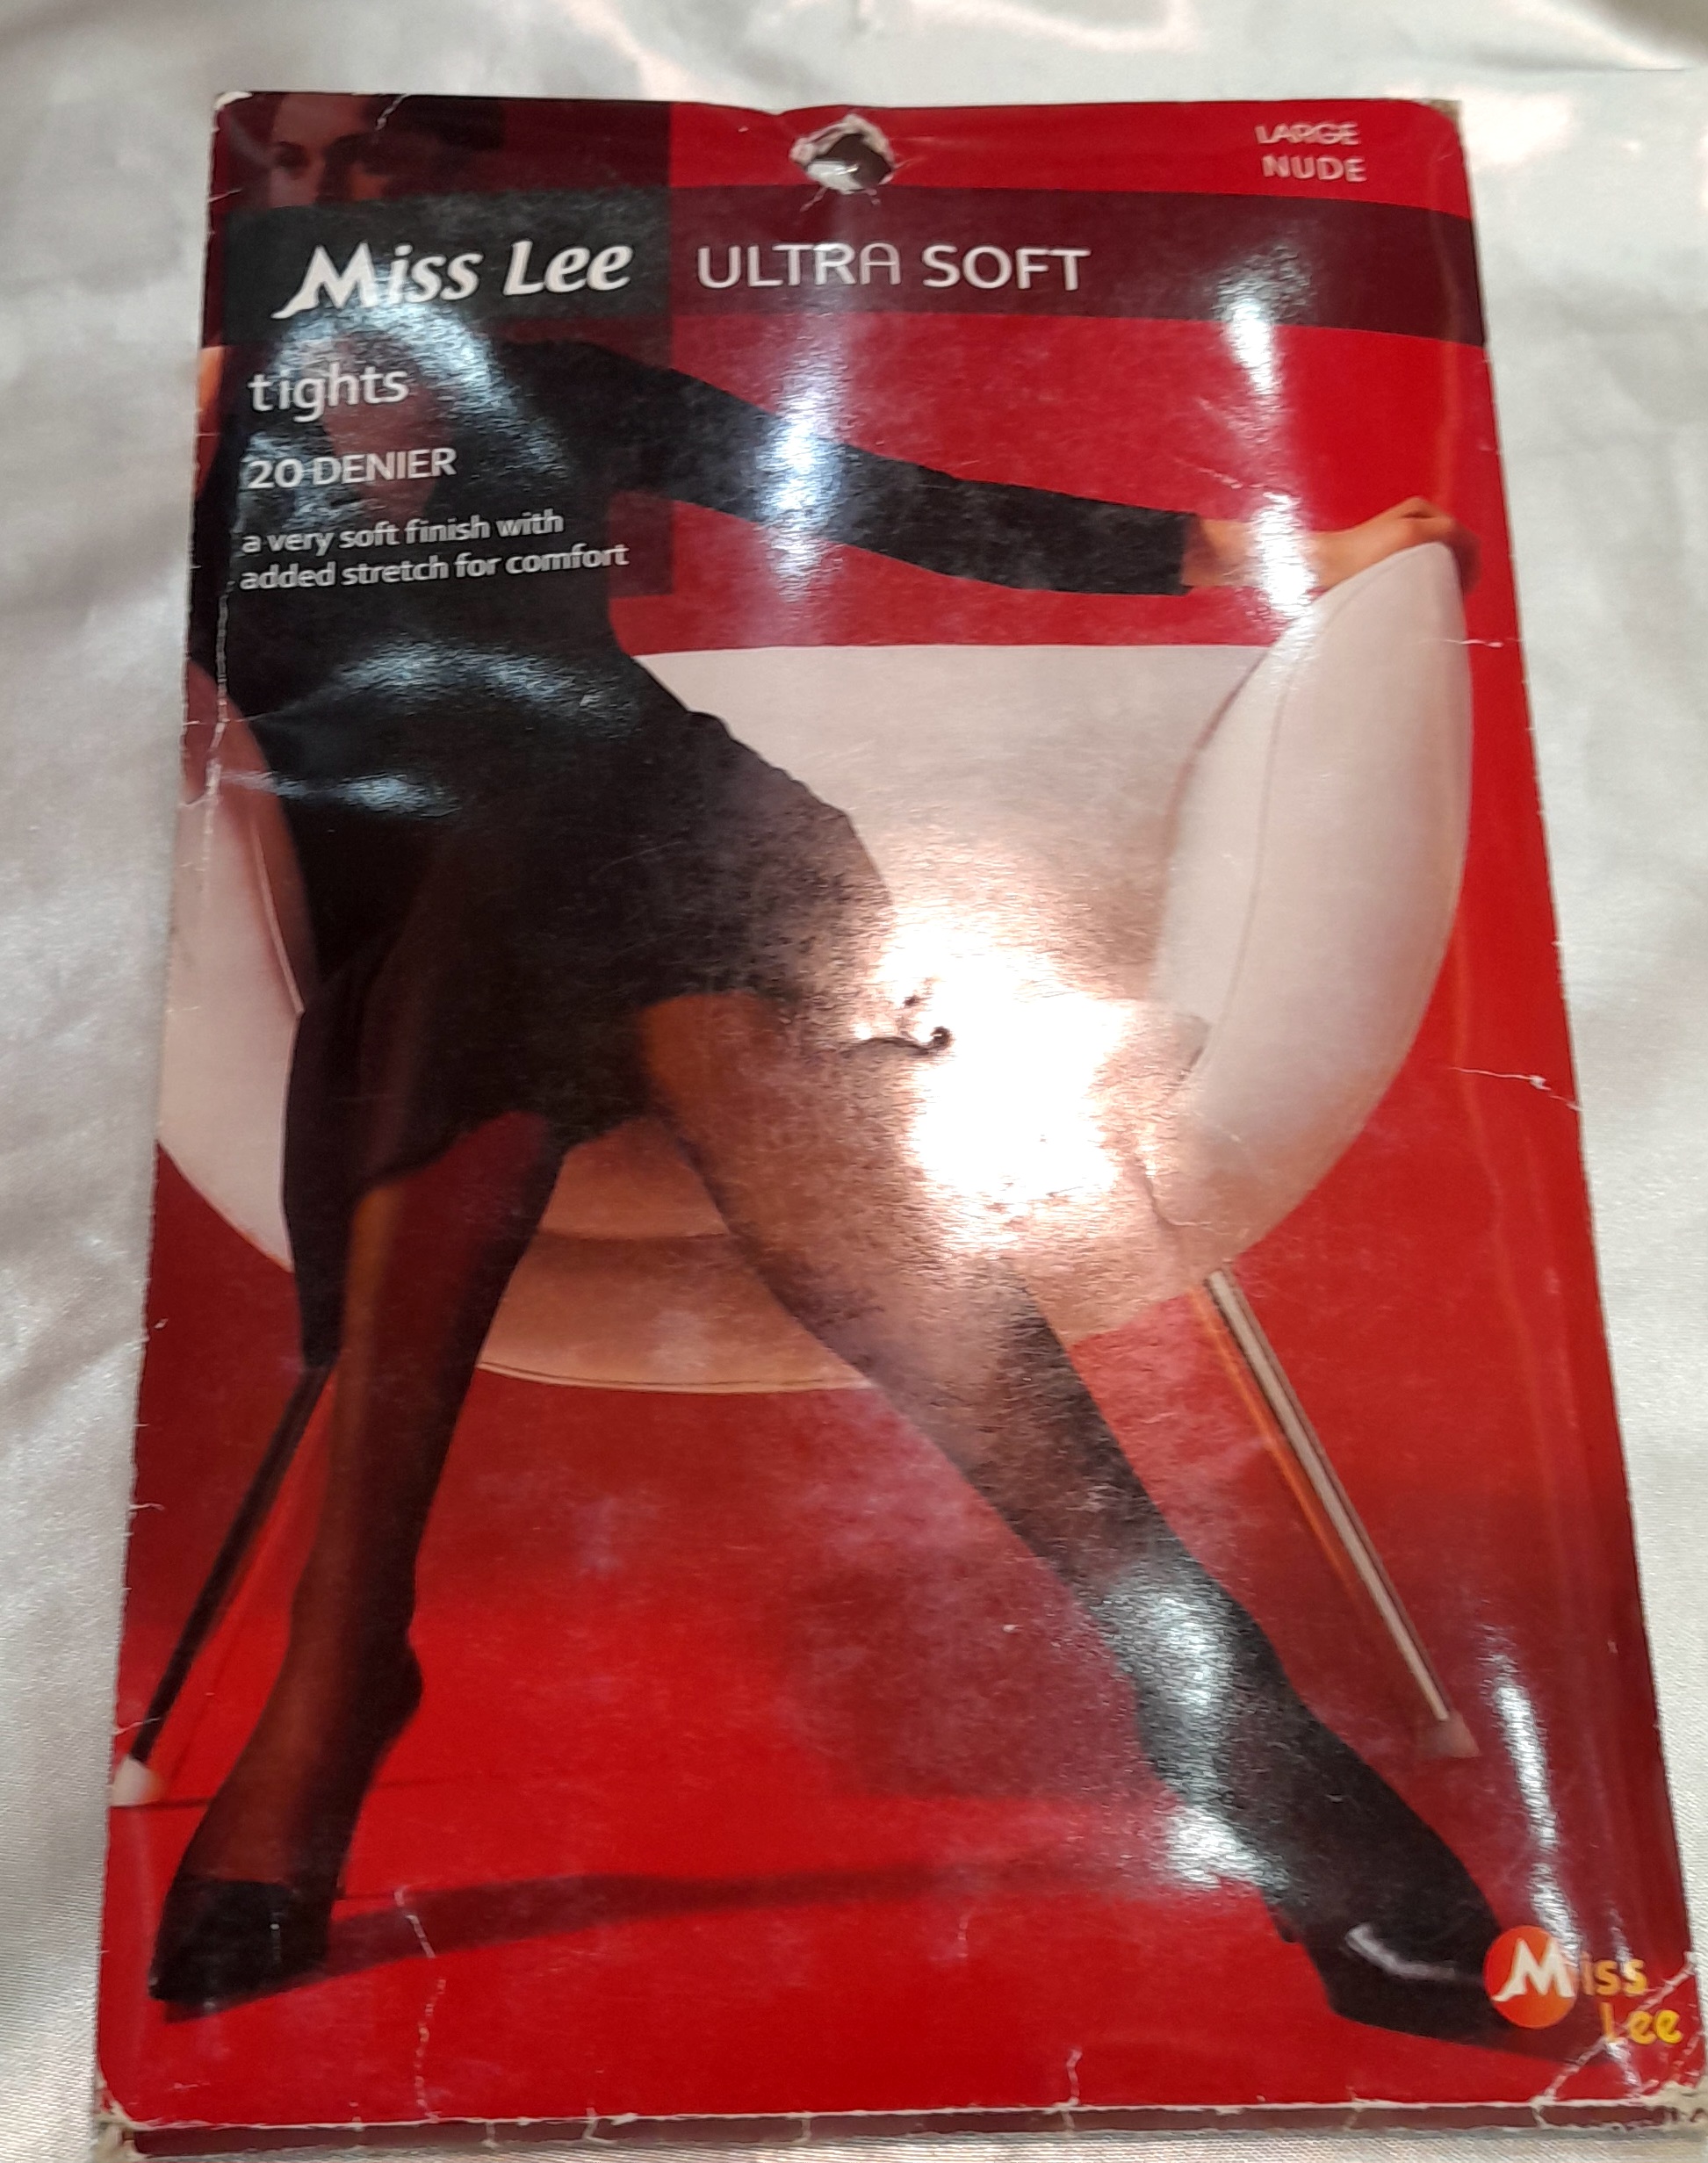 LARGE
NUDE
Miss Lee ULTRA SOFT
tights
20 DENIER
a very soft finish with
added stretch for comfort
Miss
Lee